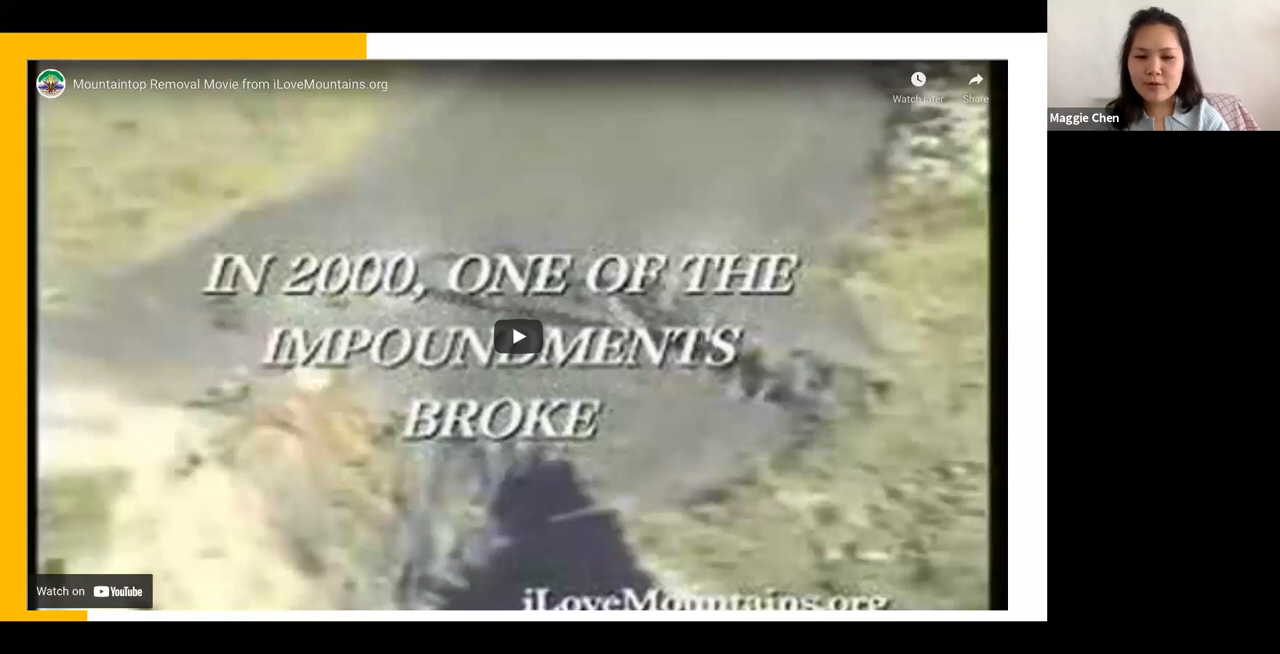 Mountaintop Removal Movie from iLoveMountains.org
Watch later
Share
Maggie Chen
IN 2000, ONE OF THE
IMPOUNDMENTS
BROKE
Watch on YouTube
iLoveMountains.org